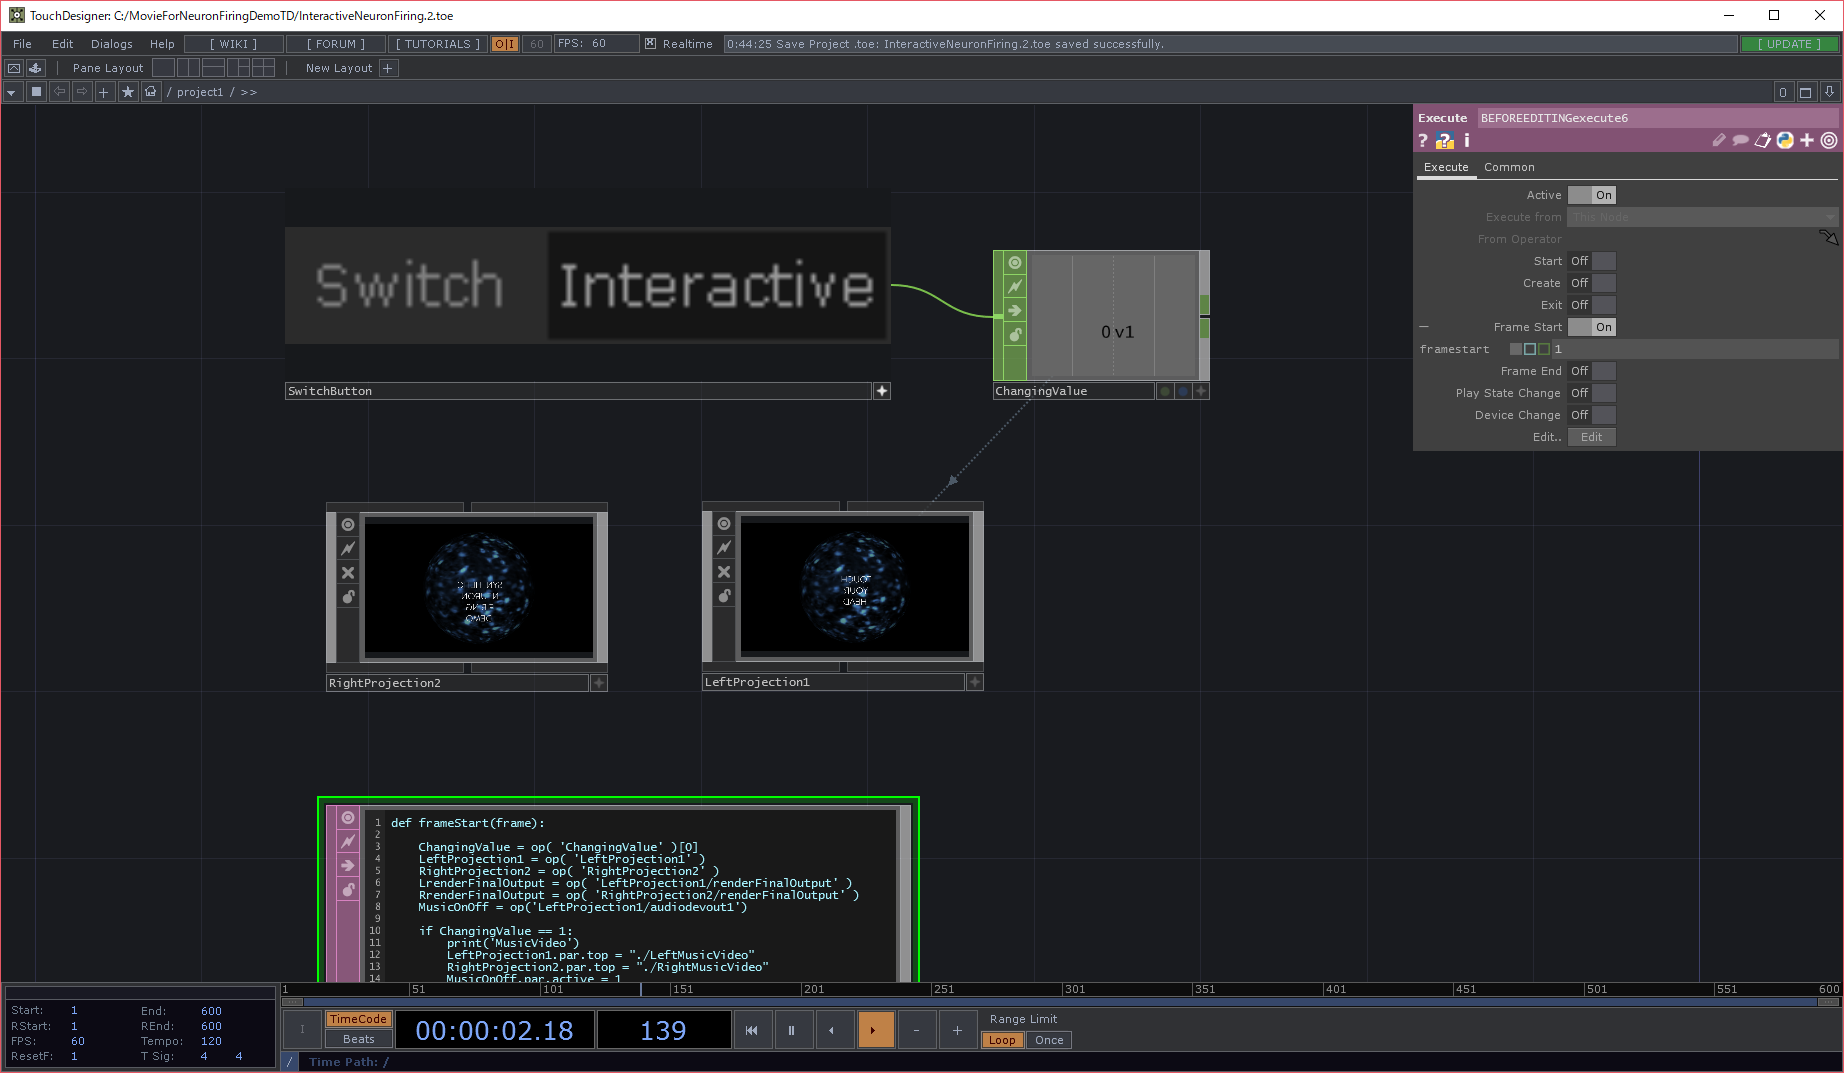 TouchDesigner: C:/MovieForNeuronFiringDemoTD/InteractiveNeuronFiring.2.toe
File Edit Dialogs Help [ WIKI ] [ FORUM ] [ TUTORIALS ] O|I 60 FPS: 60 Realtime 0:44:25 Save Project .toe: InteractiveNeuronFiring.2.toe saved successfully. [ UPDATE ]
Pane Layout New Layout +
/ project1 / >> 0
Execute BEFOREEDITINGexecute6
Execute Common
Active On
Execute from This Node
From Operator
Start Off
Create Off
Exit Off
Frame Start On
framestart 1
Frame End Off
Play State Change Off
Device Change Off
Edit.. Edit
Switch Interactive
SwitchButton
0 v1
ChangingValue
TOUCH
YOUR
HEAD
DEMO
RightProjection2
LeftProjection1
1 def frameStart(frame):
2
3 ChangingValue = op( 'ChangingValue' )[0]
4 LeftProjection1 = op( 'LeftProjection1' )
5 RightProjection2 = op( 'RightProjection2' )
6 LrenderFinalOutput = op( 'LeftProjection1/renderFinalOutput' )
7 RrenderFinalOutput = op( 'RightProjection2/renderFinalOutput' )
8 MusicOnOff = op('LeftProjection1/audiodevout1')
9
10 if ChangingValue == 1:
11 print('MusicVideo')
12 LeftProjection1.par.top = "./LeftMusicVideo"
13 RightProjection2.par.top = "./RightMusicVideo"
14 MusicOnOff.par.active = 1
1 51 101 151 201 251 301 351 401 451 501 551 600
Start: 1 End: 600
RStart: 1 REnd: 600
FPS: 60 Tempo: 120
ResetF: 1 T Sig: 4 4
I TimeCode Beats 00:00:02.18 139 - + Range Limit
Loop Once
/ Time Path: /